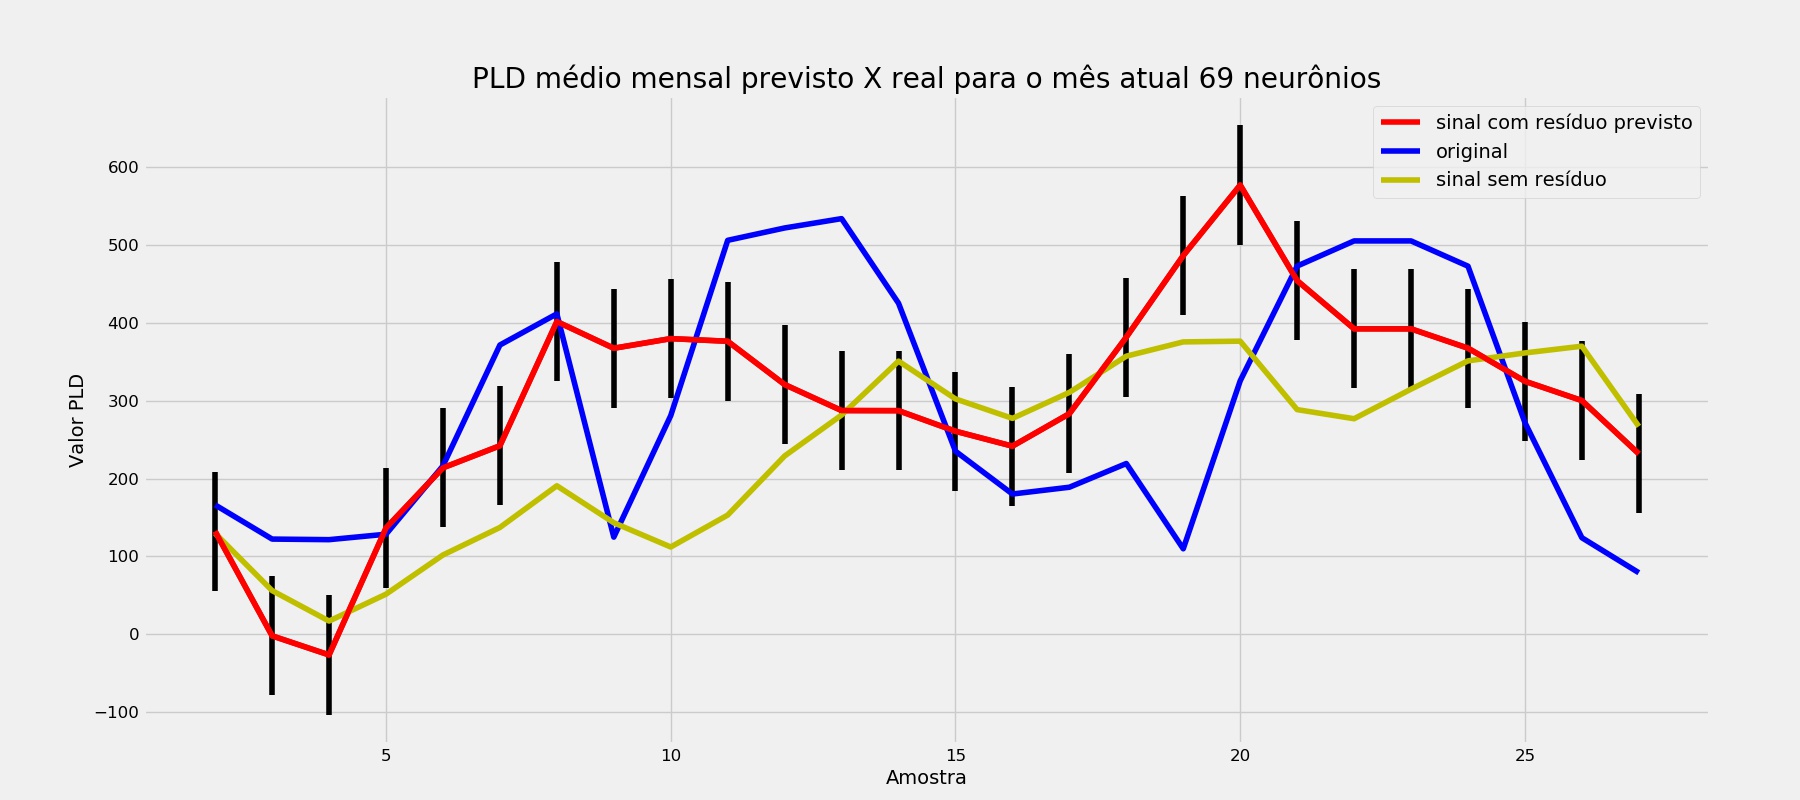 PLD médio mensal previsto X real para o mês atual 69 neurônios
sinal com resíduo previsto
original
sinal sem resíduo
600
500
400
300
200
100
0
−100
Valor PLD
5 10 15 20 25
Amostra